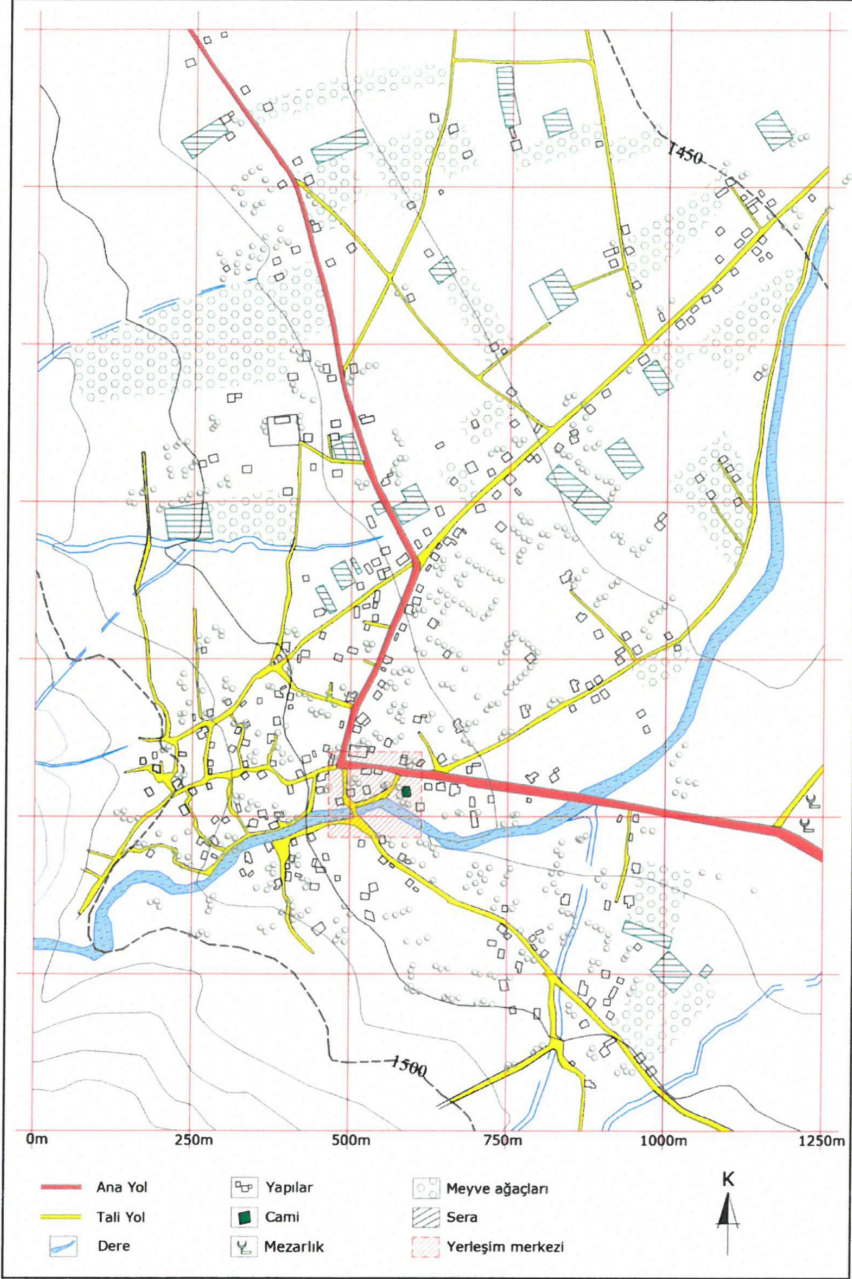 1450
1500
0m 250m 500m 750m 1000m 1250m
Ana Yol Yapılar Meyve ağaçları K
Tali Yol Cami Sera
Dere Mezarlık Yerleşim merkezi